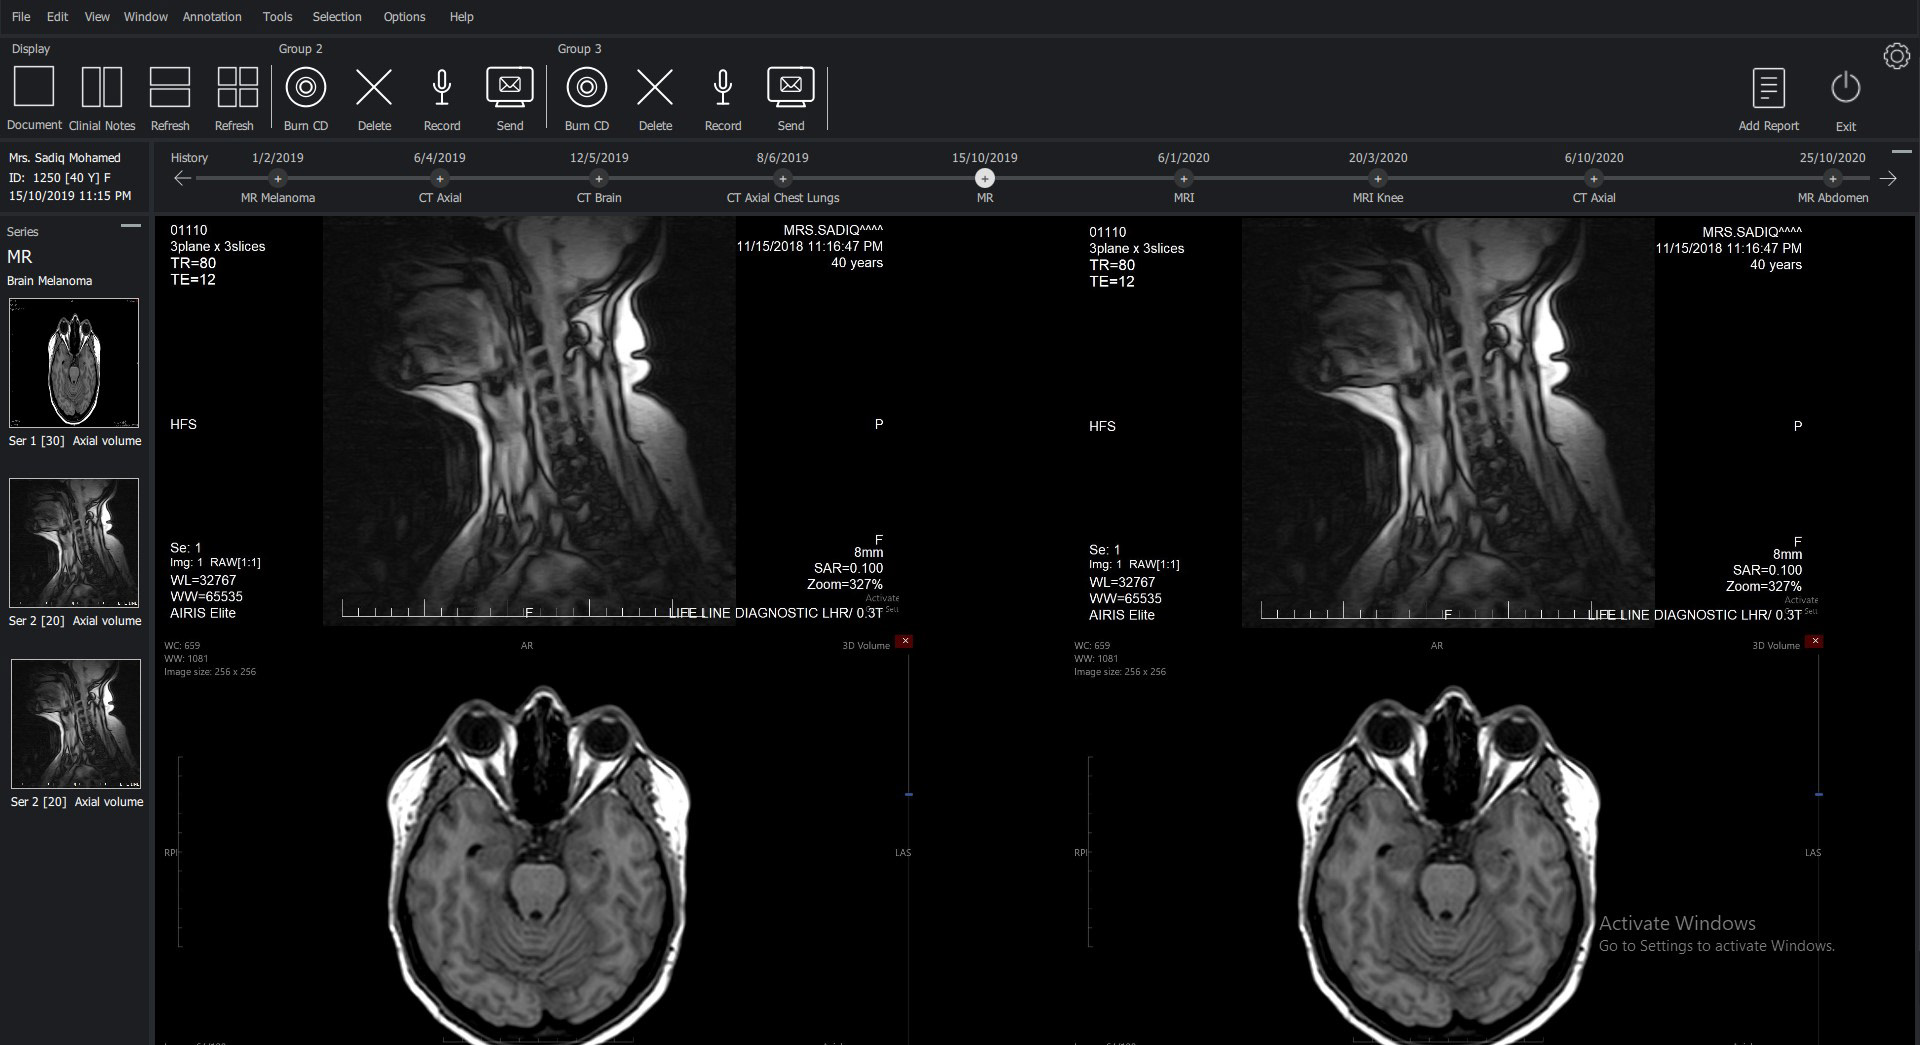 File Edit View Window Annotation Tools Selection Options Help
Display Group 2 Group 3
Document Clinial Notes Refresh Refresh Burn CD Delete Record Send Burn CD Delete Record Send Add Report Exit
Mrs. Sadiq Mohamed
ID: 1250 [40 Y] F
15/10/2019 11:15 PM
History 1/2/2019 6/4/2019 12/5/2019 8/6/2019 15/10/2019 6/1/2020 20/3/2020 6/10/2020 25/10/2020
MR Melanoma CT Axial CT Brain CT Axial Chest Lungs MR MRI MRI Knee CT Axial MR Abdomen
Series
MR
Brain Melanoma
Ser 1 [30] Axial volume
Ser 2 [20] Axial volume
Ser 2 [20] Axial volume
01110
3plane x 3slices
TR=80
TE=12
MRS.SADIQ^^^^
11/15/2018 11:16:47 PM
40 years
HFS
P
Se: 1
Img: 1 RAW[1:1]
WL=32767
WW=65535
AIRIS Elite
F
8mm
SAR=0.100
Zoom=327%
Activate
F
LIFE LINE DIAGNOSTIC LHR/ 0.3T
01110
3plane x 3slices
TR=80
TE=12
MRS.SADIQ^^^^
11/15/2018 11:16:47 PM
40 years
HFS
P
Se: 1
Img: 1 RAW[1:1]
WL=32767
WW=65535
AIRIS Elite
F
8mm
SAR=0.100
Zoom=327%
Activate
F
LIFE LINE DIAGNOSTIC LHR/ 0.3T
WC: 659
WW: 1081
Image size: 256 x 256
AR
3D Volume
RPI
LAS
WC: 659
WW: 1081
Image size: 256 x 256
AR
3D Volume
RPI
LAS
Activate Windows
Go to Settings to activate Windows.